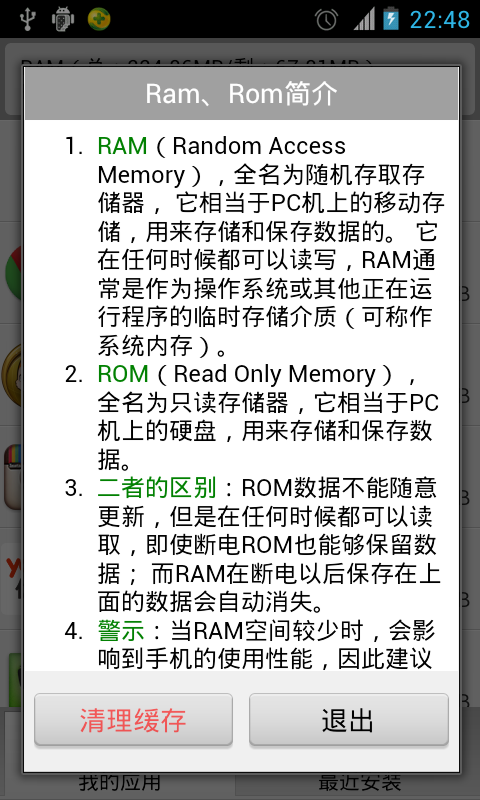 22:48
Ram、Rom简介
1. RAM（Random Access
Memory），全名为随机存取存
储器， 它相当于PC机上的移动存
储，用来存储和保存数据的。 它
在任何时候都可以读写，RAM通
常是作为操作系统或其他正在运
行程序的临时存储介质（可称作
系统内存）。
2. ROM（Read Only Memory），
全名为只读存储器，它相当于PC
机上的硬盘，用来存储和保存数
据。
3. 二者的区别：ROM数据不能随意
更新，但是在任何时候都可以读
取，即使断电ROM也能够保留数
据； 而RAM在断电以后保存在上
面的数据会自动消失。
4. 警示：当RAM空间较少时，会影
响到手机的使用性能，因此建议
清理缓存
退出
我的应用
最近安装